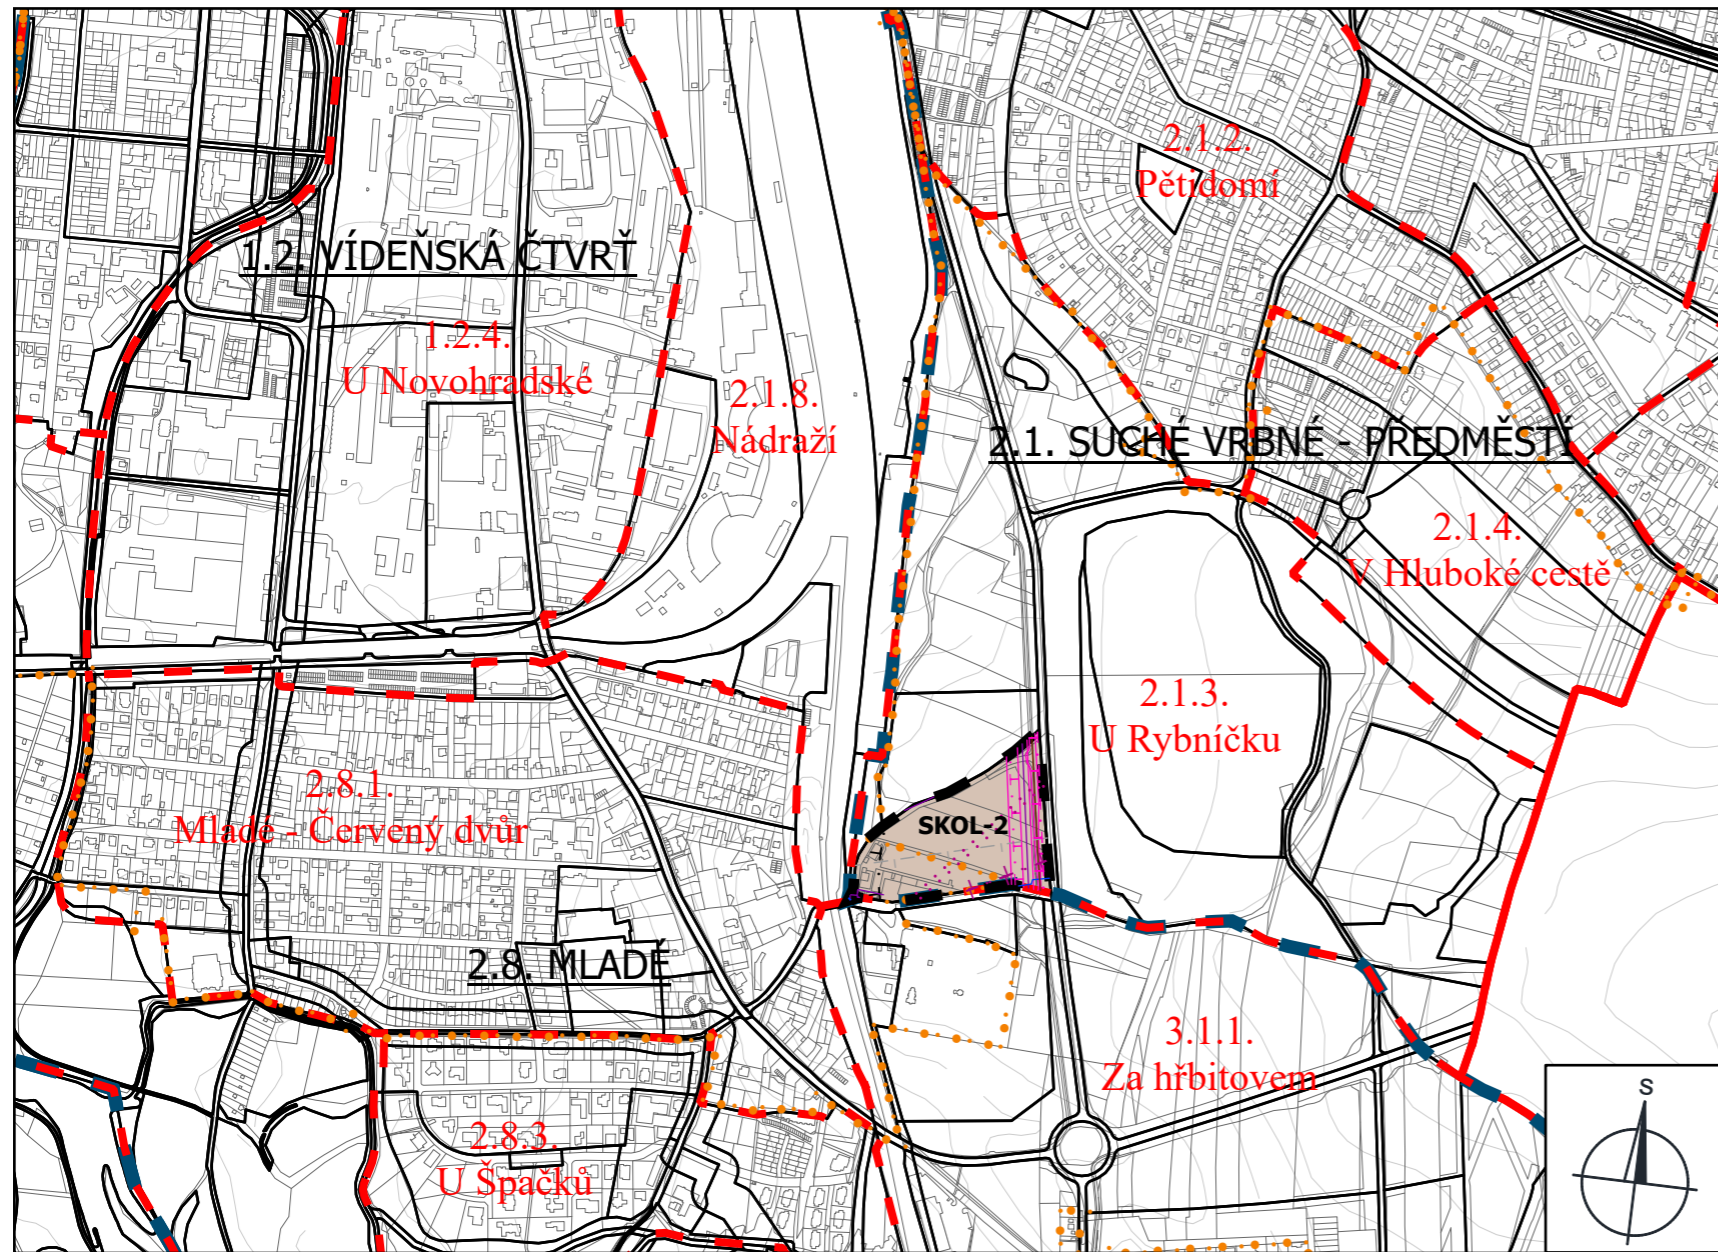 2.1.2.
Pětidomí
1.2. VÍDEŇSKÁ ČTVRŤ
1.2.4.
U Novohradské
2.1.8.
Nádraží
2.1. SUCHÉ VRBNÉ - PŘEDMĚSTÍ
2.1.4.
V Hluboké cestě
2.1.3.
U Rybníčku
2.8.1.
Mladé - Červený dvůr
SKOL-2
2.8. MLADÉ
3.1.1.
Za hřbitovem
2.8.3.
U Špačků
S